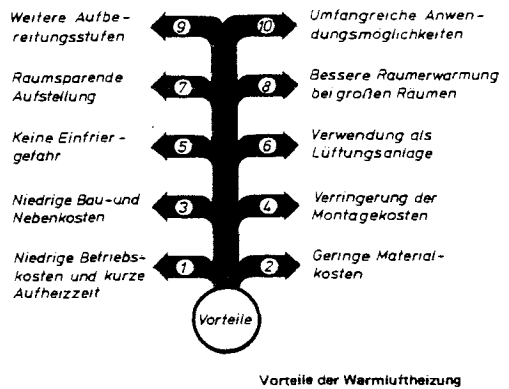 Weitere Aufbe-
reitungsstufen
9
10
Umfangreiche Anwen-
dungsmöglichkeiten
Raumsparende
Aufstellung
7
8
Bessere Raumerwarmung
bei großen Räumen
Keine Einfrier-
gefahr
5
6
Verwendung als
Lüftungsanlage
Niedrige Bau-und
Nebenkosten
3
4
Verringerung der
Montagekosten
Niedrige Betriebs-
kosten und kurze
Aufheizzeit
1
2
Geringe Material-
kosten
Vorteile
Vorteile der Warmluftheizung